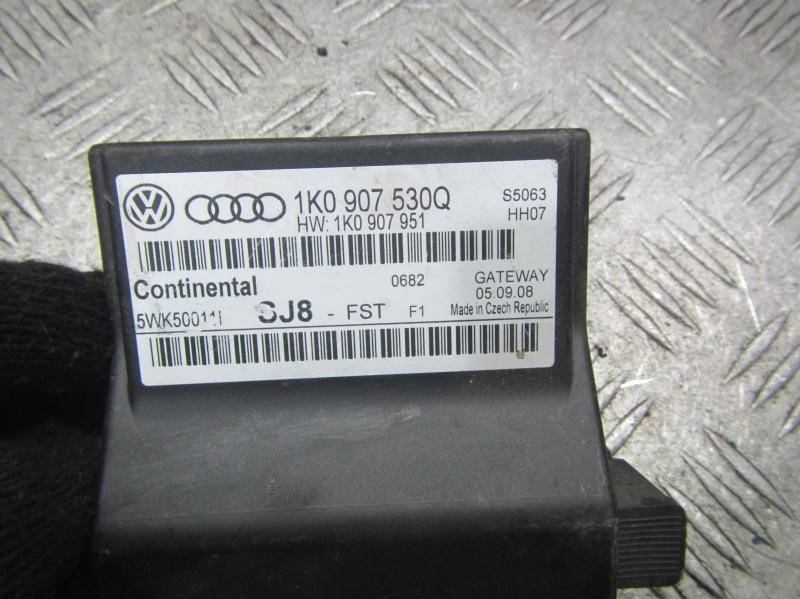 1K0 907 530Q
HW: 1K0 907 951
S5063
HH07
Continental
0682
GATEWAY
05.09.08
- FST F1
Made in Czech Republic